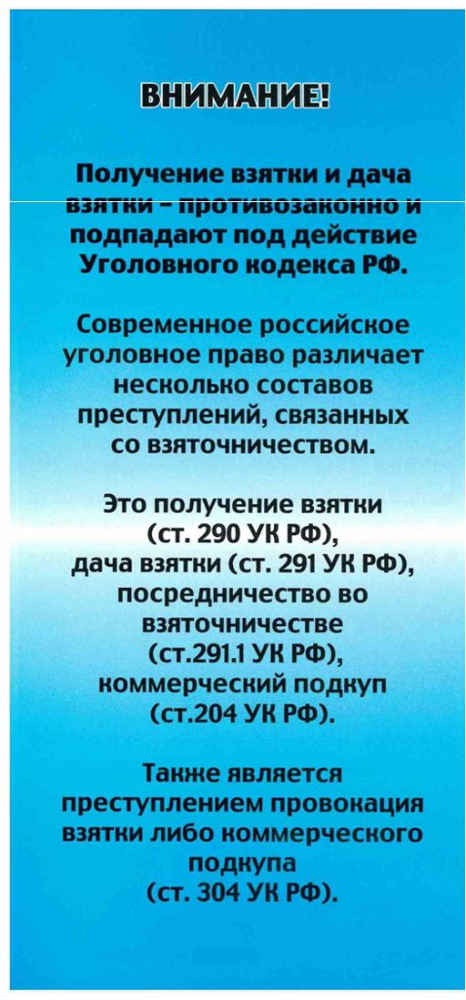 ВНИМАНИЕ!
Получение взятки и дача
взятки – противозаконно и
подпадают под действие
Уголовного кодекса РФ.
Современное российское
уголовное право различает
несколько составов
преступлений, связанных
со взяточничеством.
Это получение взятки
(ст. 290 УК РФ),
дача взятки (ст. 291 УК РФ),
посредничество во
взяточничестве
(ст.291.1 УК РФ),
коммерческий подкуп
(ст.204 УК РФ).
Также является
преступлением провокация
взятки либо коммерческого
подкупа
(ст. 304 УК РФ).